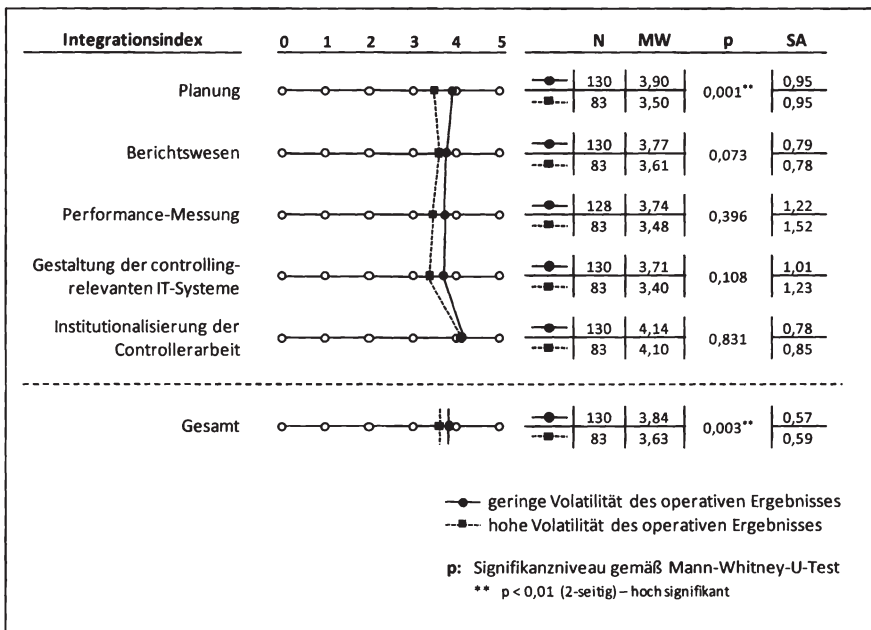 Integrationsindex 0 1 2 3 4 5 N MW p SA
Planung 130 3,90 0,001** 0,95
83 3,50 0,95
Berichtswesen 130 3,77 0,073 0,79
83 3,61 0,78
Performance-Messung 128 3,74 0,396 1,22
83 3,48 1,52
Gestaltung der controlling- 130 3,71 0,108 1,01
relevanten IT-Systeme 83 3,40 1,23
Institutionalisierung der 130 4,14 0,831 0,78
Controllerarbeit 83 4,10 0,85
Gesamt 130 3,84 0,003** 0,57
83 3,63 0,59
geringe Volatilität des operativen Ergebnisses
hohe Volatilität des operativen Ergebnisses
p: Signifikanzniveau gemäß Mann-Whitney-U-Test
** p < 0,01 (2-seitig) – hoch signifikant